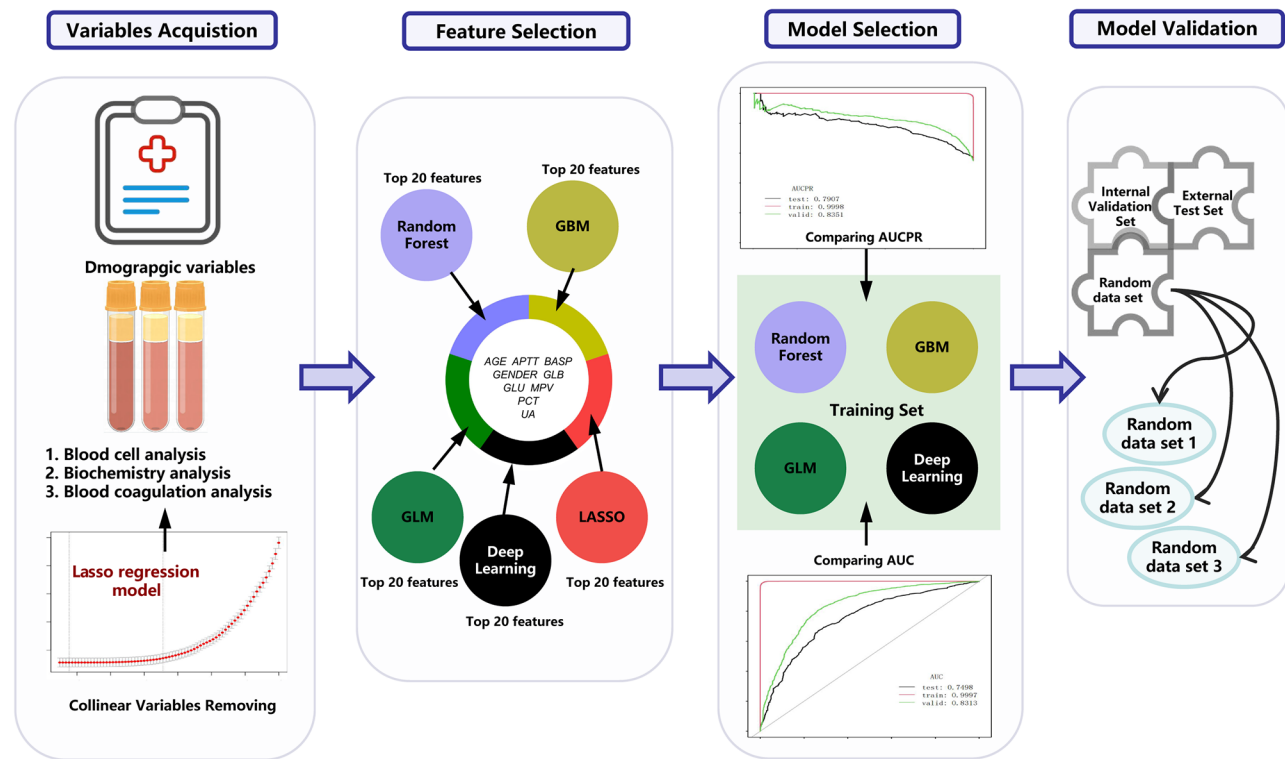 Variables Acquistion
Feature Selection
Model Selection
Model Validation
Dmograpgic variables
1. Blood cell analysis
2. Biochemistry analysis
3. Blood coagulation analysis
Lasso regression
model
Collinear Variables Removing
Top 20 features
Random
Forest
Top 20 features
GBM
AGE APTT BASP
GENDER GLB
GLU MPV
PCT
UA
GLM
Top 20 features
Deep
Learning
Top 20 features
LASSO
Top 20 features
AUCPR
test: 0.7907
train: 0.9998
valid: 0.8351
Comparing AUCPR
Random
Forest
GBM
Training Set
GLM
Deep
Learning
Comparing AUC
AUC
test: 0.7498
train: 0.9997
valid: 0.8313
Internal
Validation
Set
External
Test Set
Random
data set
Random
data set 1
Random
data set 2
Random
data set 3